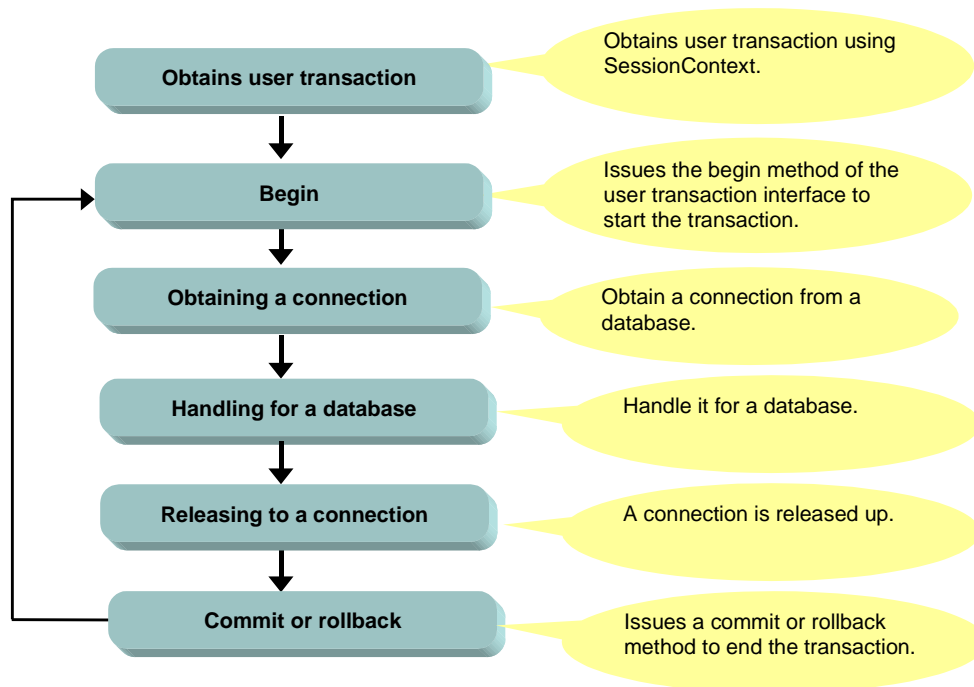 Obtains user transaction
Obtains user transaction using
SessionContext.
Begin
Issues the begin method of the
user transaction interface to
start the transaction.
Obtaining a connection
Obtain a connection from a
database.
Handling for a database
Handle it for a database.
Releasing to a connection
A connection is released up.
Commit or rollback
Issues a commit or rollback
method to end the transaction.